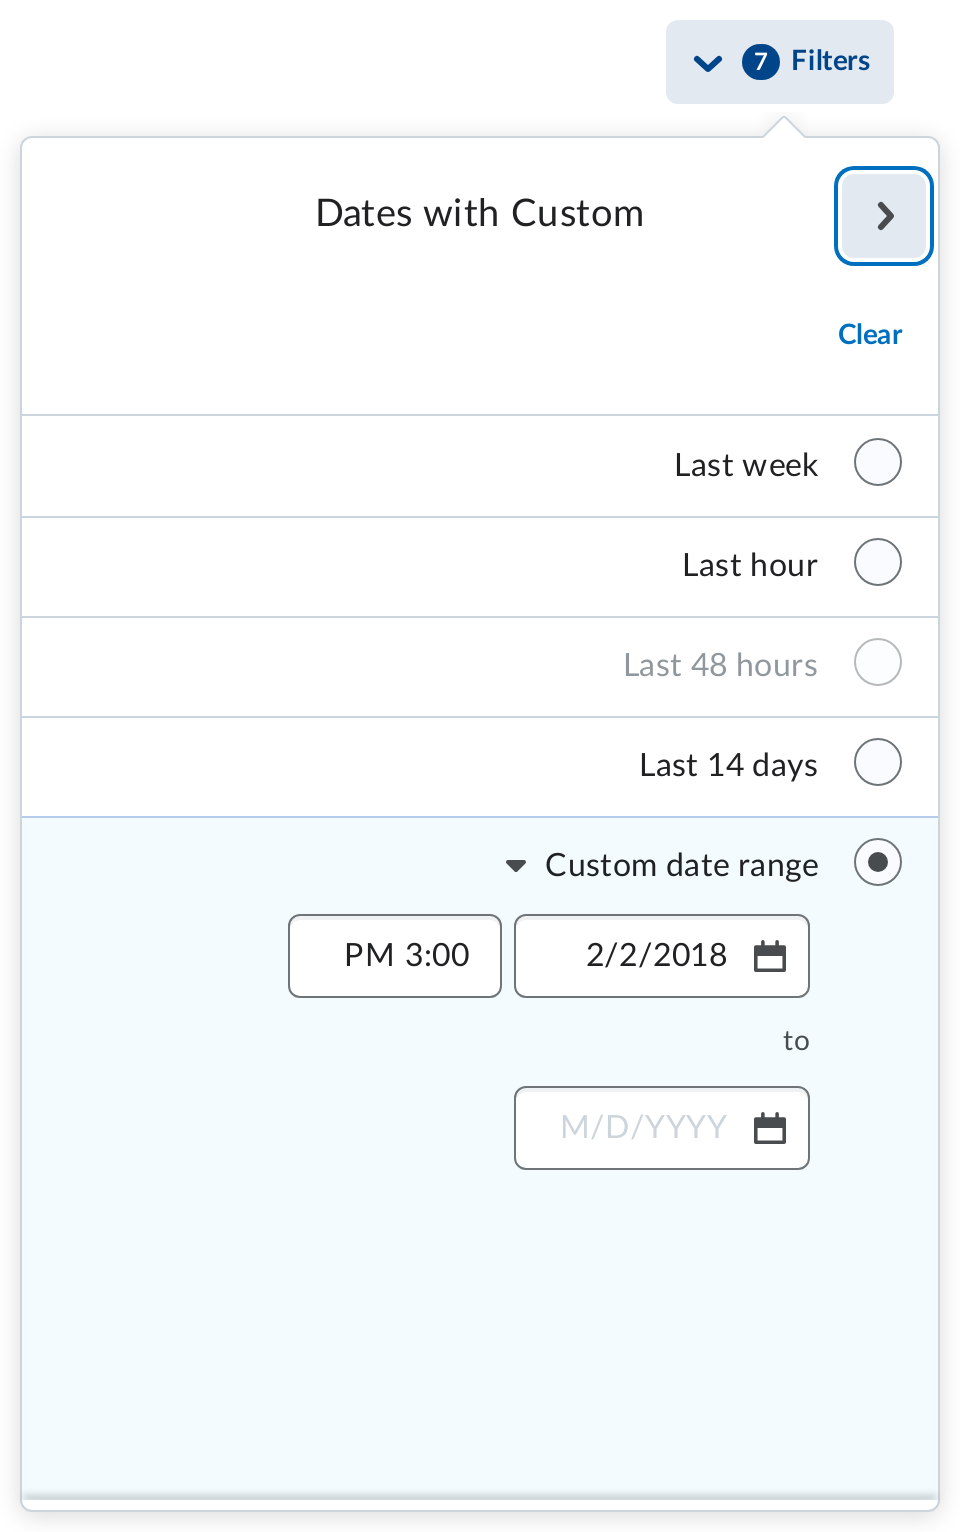 7 Filters
Dates with Custom
Clear
Last week
Last hour
Last 48 hours
Last 14 days
Custom date range
PM 3:00 2/2/2018
to
M/D/YYYY